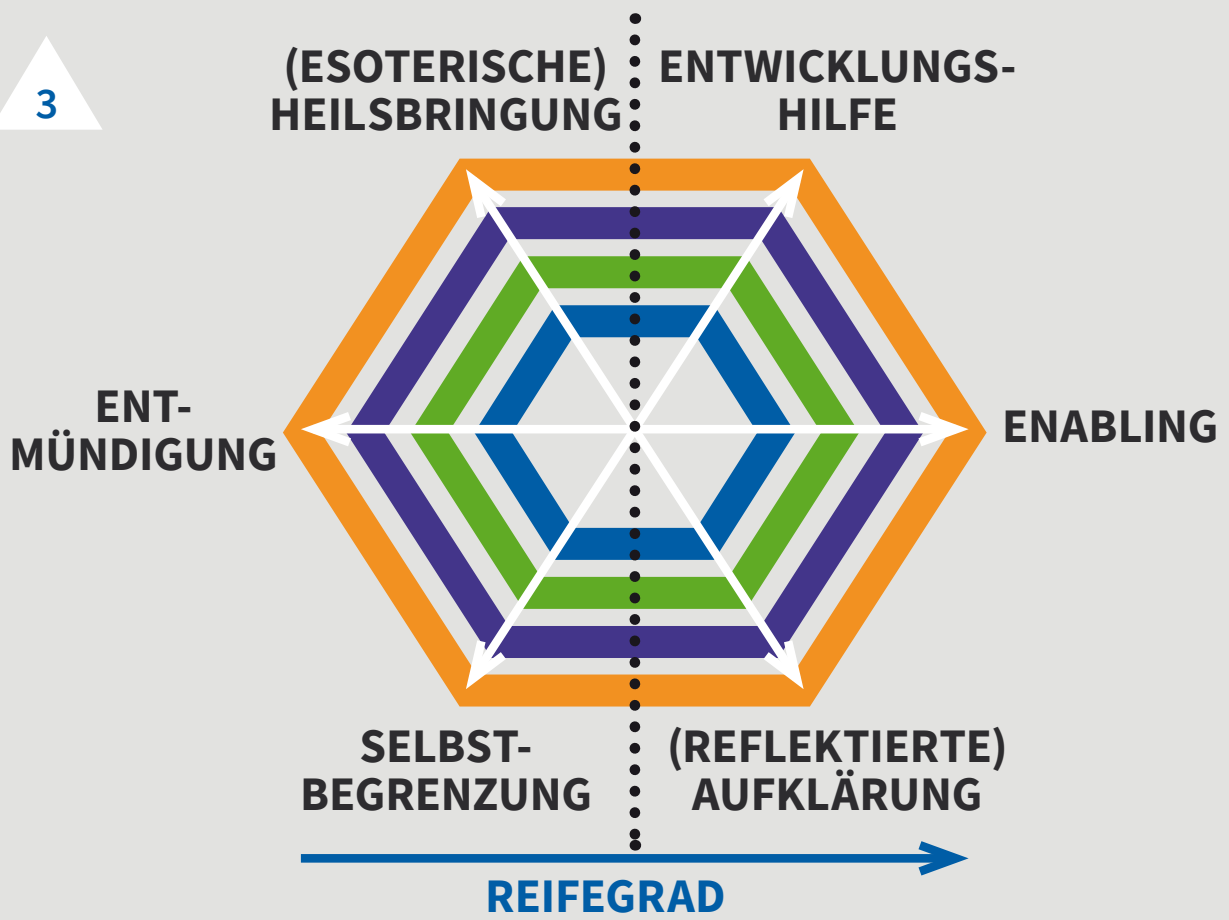 3
(ESOTERISCHE)
HEILSBRINGUNG
ENTWICKLUNGS-
HILFE
ENT-
MÜNDIGUNG
ENABLING
SELBST-
BEGRENZUNG
(REFLEKTIERTE)
AUFKLÄRUNG
REIFEGRAD